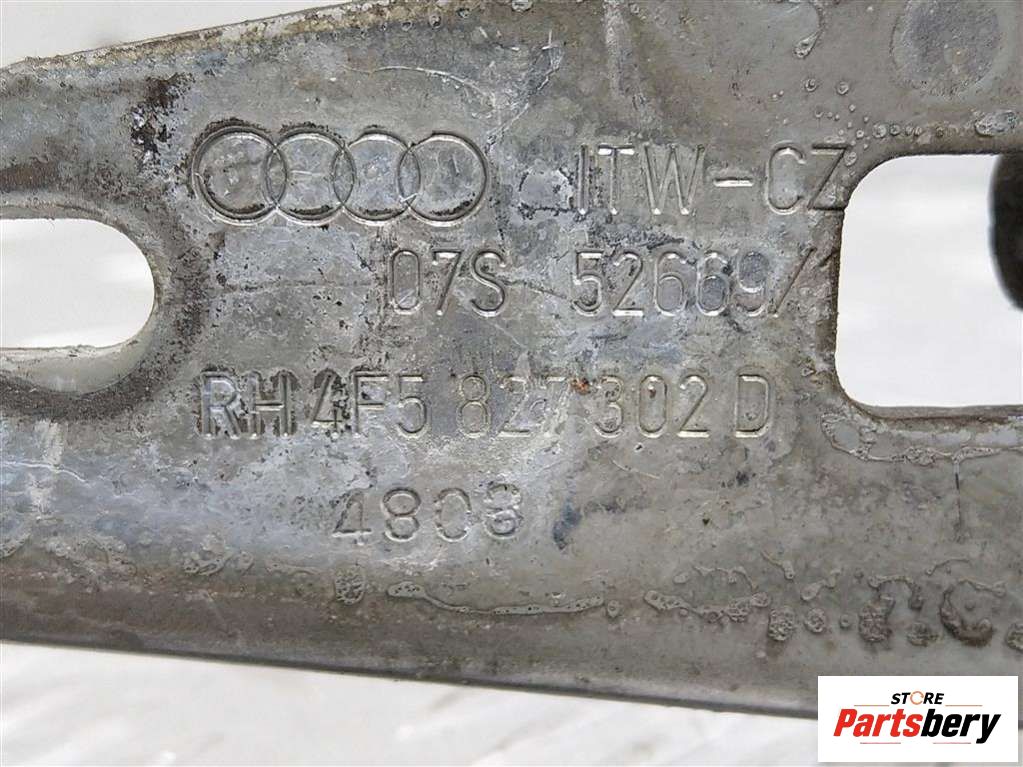 ITW-CZ
07S 52669/
RH 4F5 827 302 D
4808
STORE
Partsbery